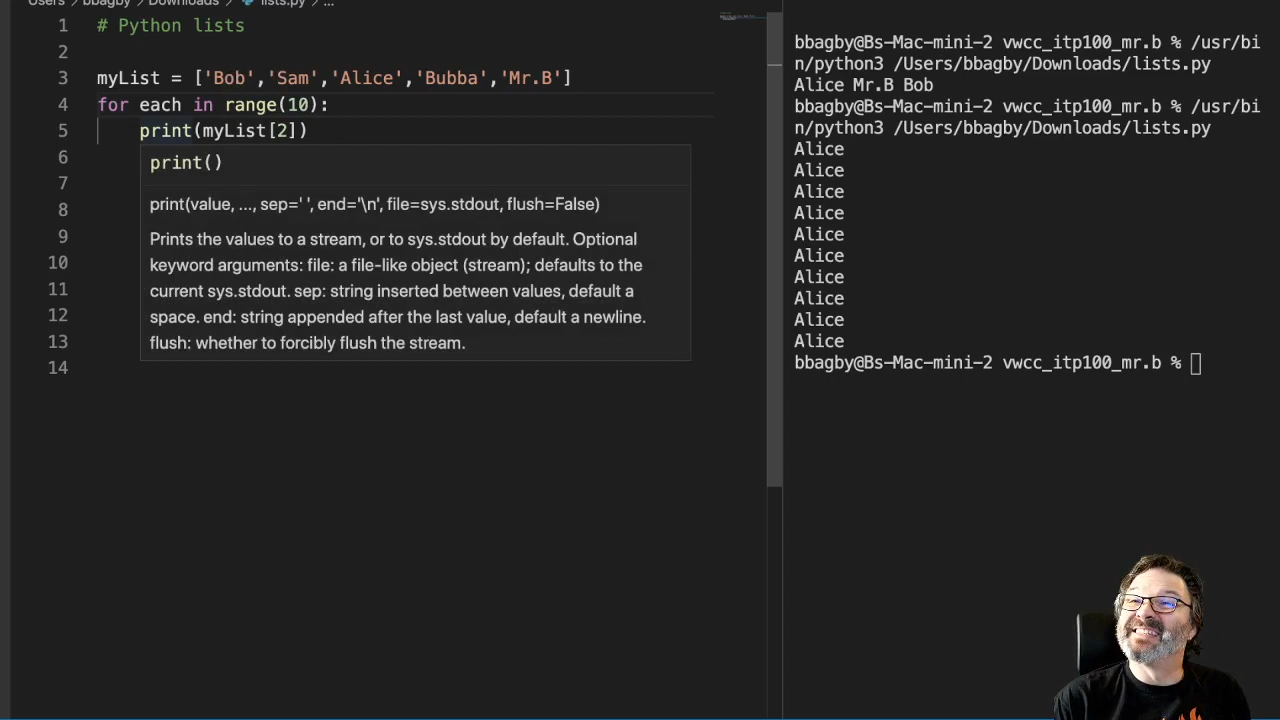 Users > bbagby > Downloads > lists.py > ...
1 # Python lists
2
3 myList = ['Bob','Sam','Alice','Bubba','Mr.B']
4 for each in range(10):
5 print(myList[2])
6
7
8
9
10
11
12
13
14
print()
print(value, ..., sep=' ', end='\n', file=sys.stdout, flush=False)
Prints the values to a stream, or to sys.stdout by default. Optional
keyword arguments: file: a file-like object (stream); defaults to the
current sys.stdout. sep: string inserted between values, default a
space. end: string appended after the last value, default a newline.
flush: whether to forcibly flush the stream.
bbagby@Bs-Mac-mini-2 vwcc_itp100_mr.b % /usr/bi
n/python3 /Users/bbagby/Downloads/lists.py
Alice Mr.B Bob
bbagby@Bs-Mac-mini-2 vwcc_itp100_mr.b % /usr/bi
n/python3 /Users/bbagby/Downloads/lists.py
Alice
Alice
Alice
Alice
Alice
Alice
Alice
Alice
Alice
Alice
bbagby@Bs-Mac-mini-2 vwcc_itp100_mr.b %